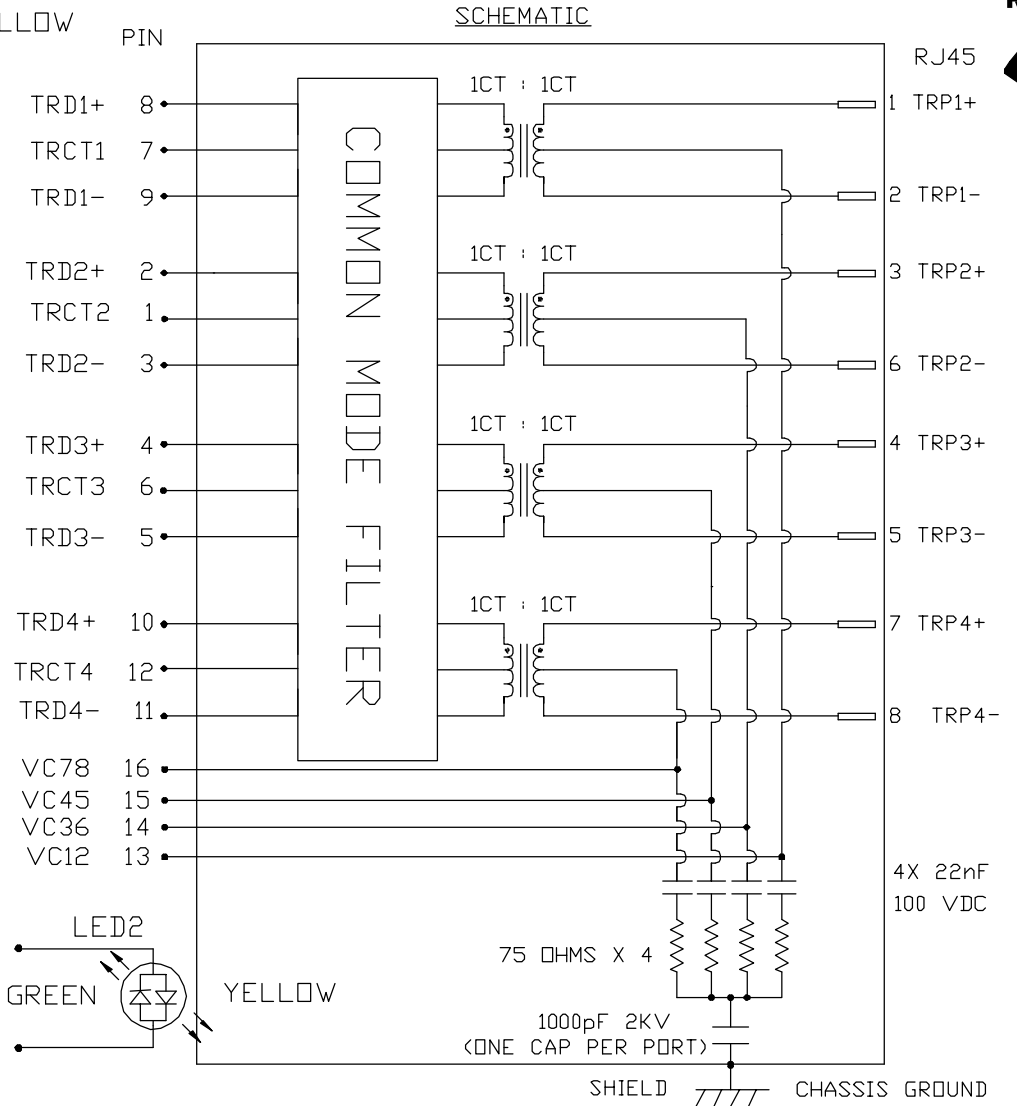 SCHEMATIC
LLOW
PIN
RJ45
1CT : 1CT
TRD1+ 8
1 TRP1+
TRCT1 7
TRD1- 9
2 TRP1-
1CT : 1CT
TRD2+ 2
3 TRP2+
TRCT2 1
TRD2- 3
6 TRP2-
1CT : 1CT
TRD3+ 4
4 TRP3+
TRCT3 6
TRD3- 5
5 TRP3-
1CT : 1CT
TRD4+ 10
7 TRP4+
TRCT4 12
TRD4- 11
8 TRP4-
COMMON MODE FILTER
VC78 16
VC45 15
VC36 14
VC12 13
4X 22nF
100 VDC
LED2
75 OHMS X 4
GREEN
YELLOW
1000pF 2KV
(ONE CAP PER PORT)
SHIELD
CHASSIS GROUND